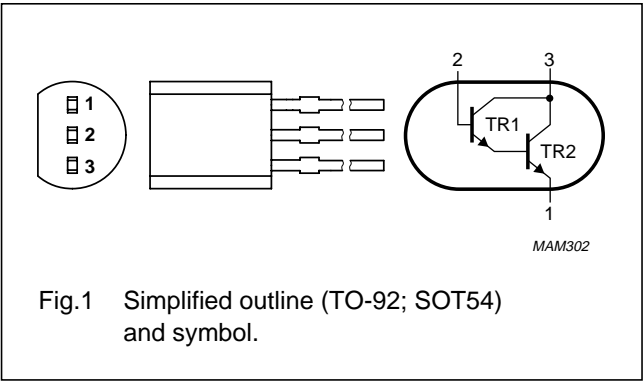 1
2
3
2 3
TR1
TR2
1
MAM302
Fig.1 Simplified outline (TO-92; SOT54)
and symbol.